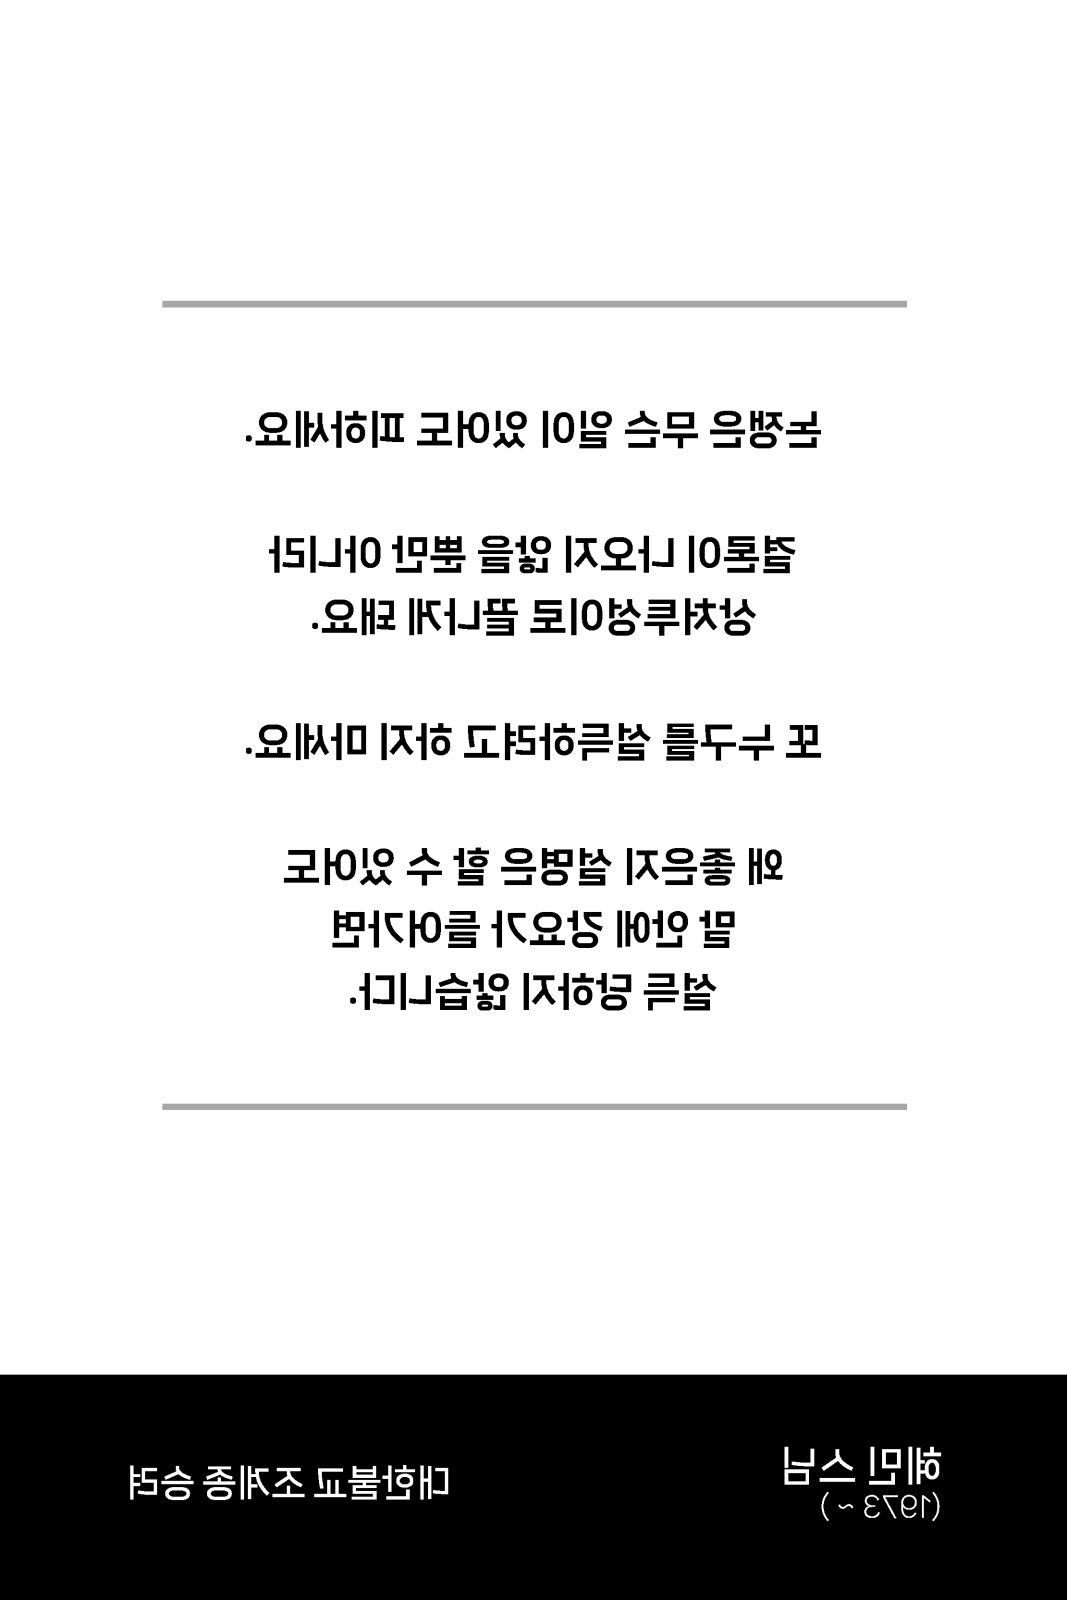 논쟁은 무슨 일이 있어도 피하세요.
결론이 나오지 않을 뿐만 아니라
상처투성이로 끝나게 돼요.
또 누구를 설득하려고 하지 마세요.
왜 좋은지 설명은 할 수 있어도
말 안에 강요가 들어가면
설득 당하지 않습니다.
혜민 스님
(1973 ~ )
대한불교 조계종 승려